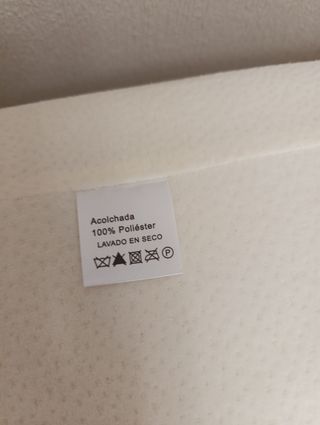 Acolchada
100% Poliéster
LAVADO EN SECO
P